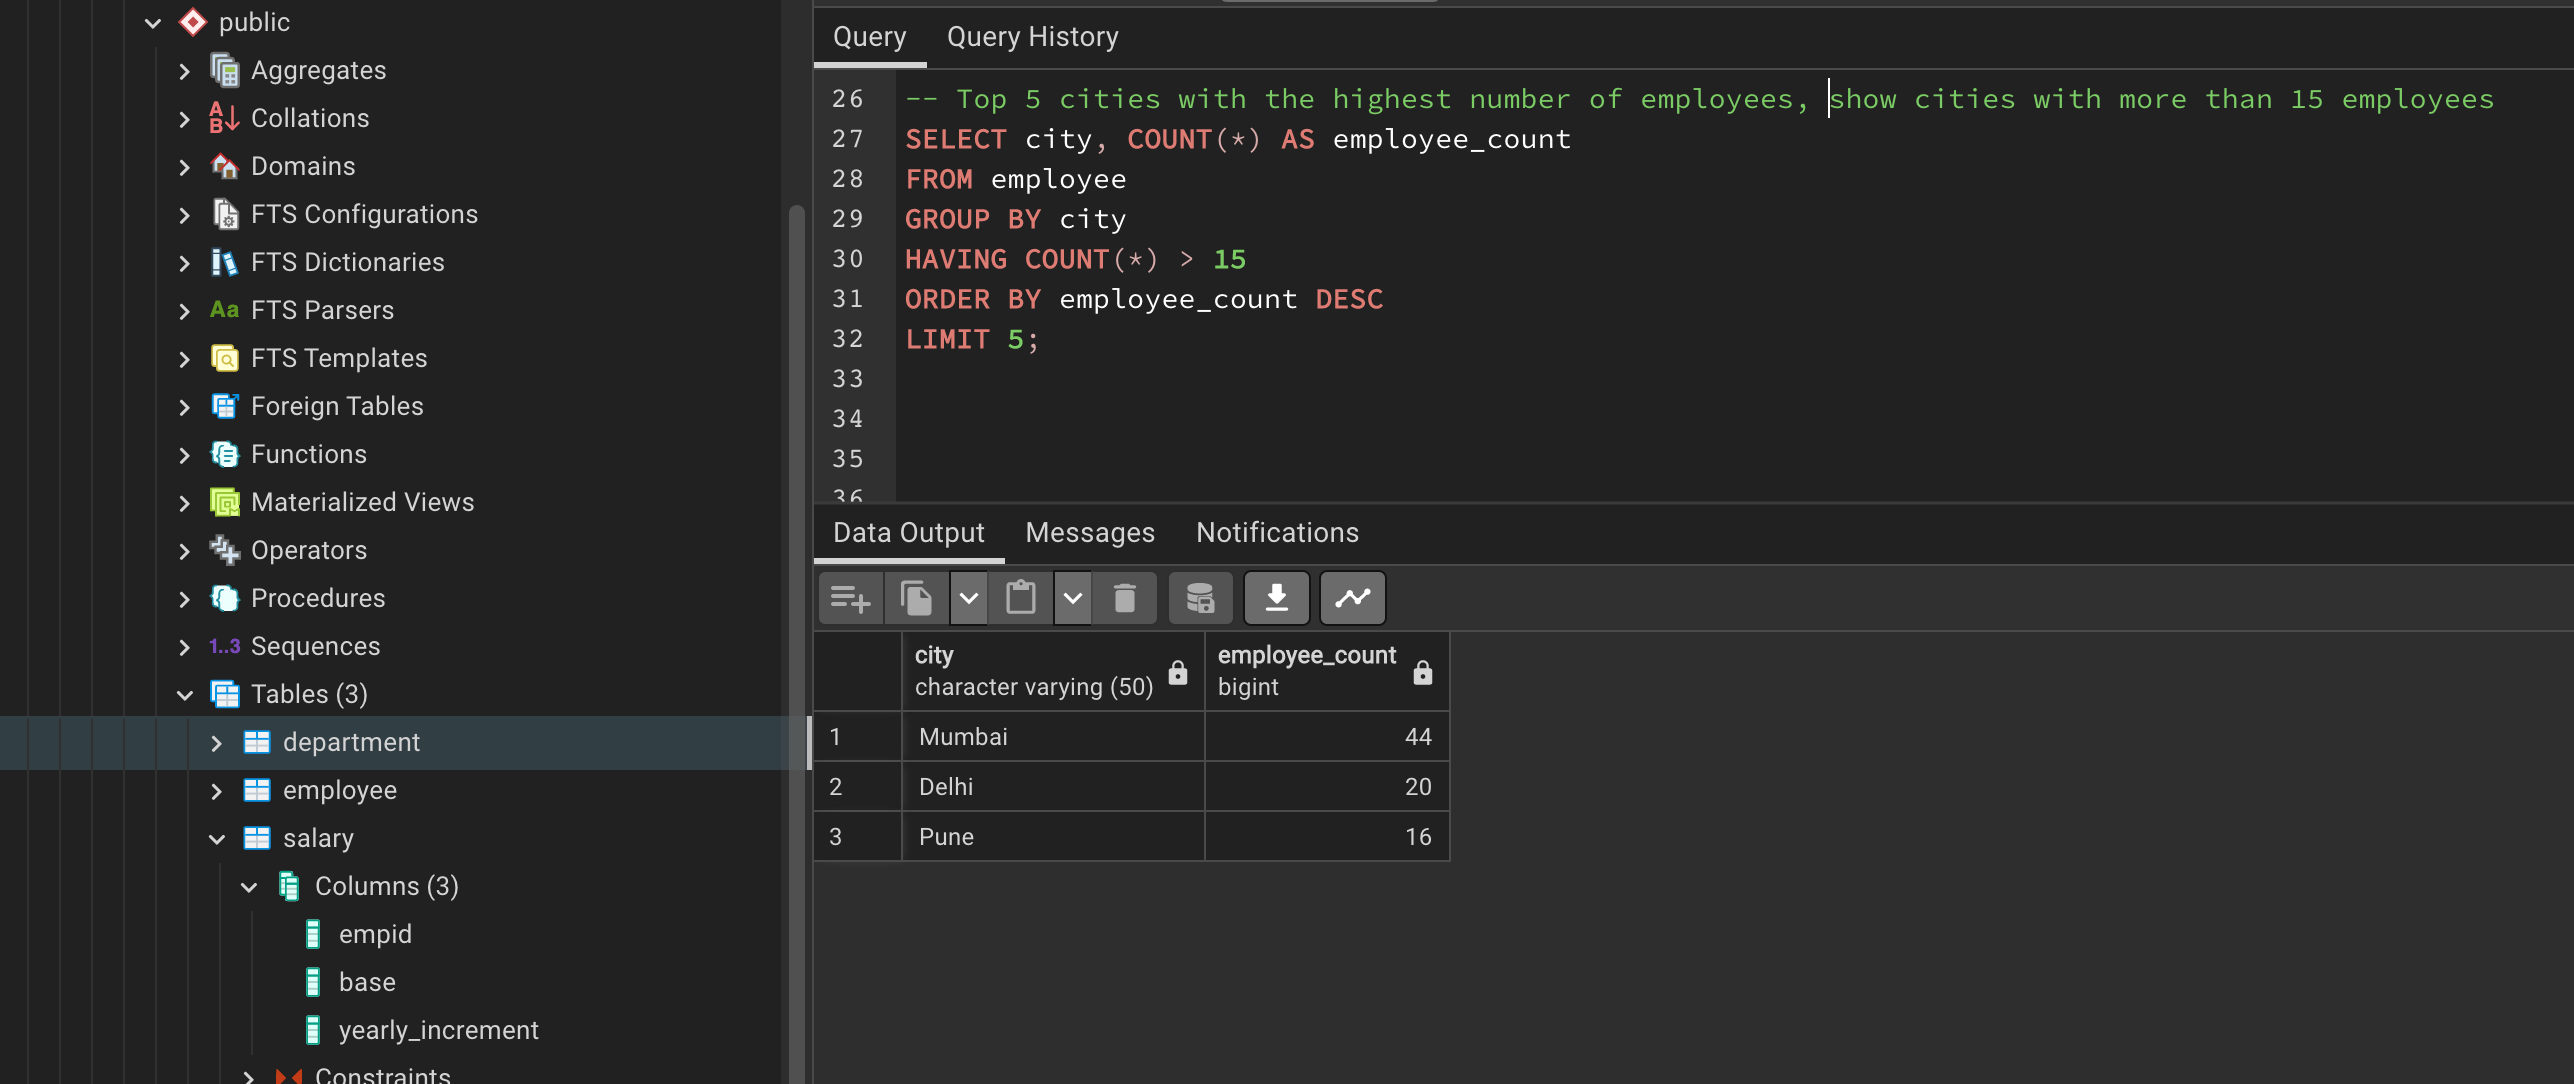 public
Aggregates
Collations
Domains
FTS Configurations
FTS Dictionaries
Aa FTS Parsers
FTS Templates
Foreign Tables
Functions
Materialized Views
Operators
Procedures
1..3 Sequences
Tables (3)
department
employee
salary
Columns (3)
empid
base
yearly_increment
Constraints
Query Query History
26 -- Top 5 cities with the highest number of employees, show cities with more than 15 employees
27 SELECT city, COUNT(*) AS employee_count
28 FROM employee
29 GROUP BY city
30 HAVING COUNT(*) > 15
31 ORDER BY employee_count DESC
32 LIMIT 5;
33
34
35
36
Data Output Messages Notifications
city employee_count
character varying (50) bigint
1 Mumbai 44
2 Delhi 20
3 Pune 16